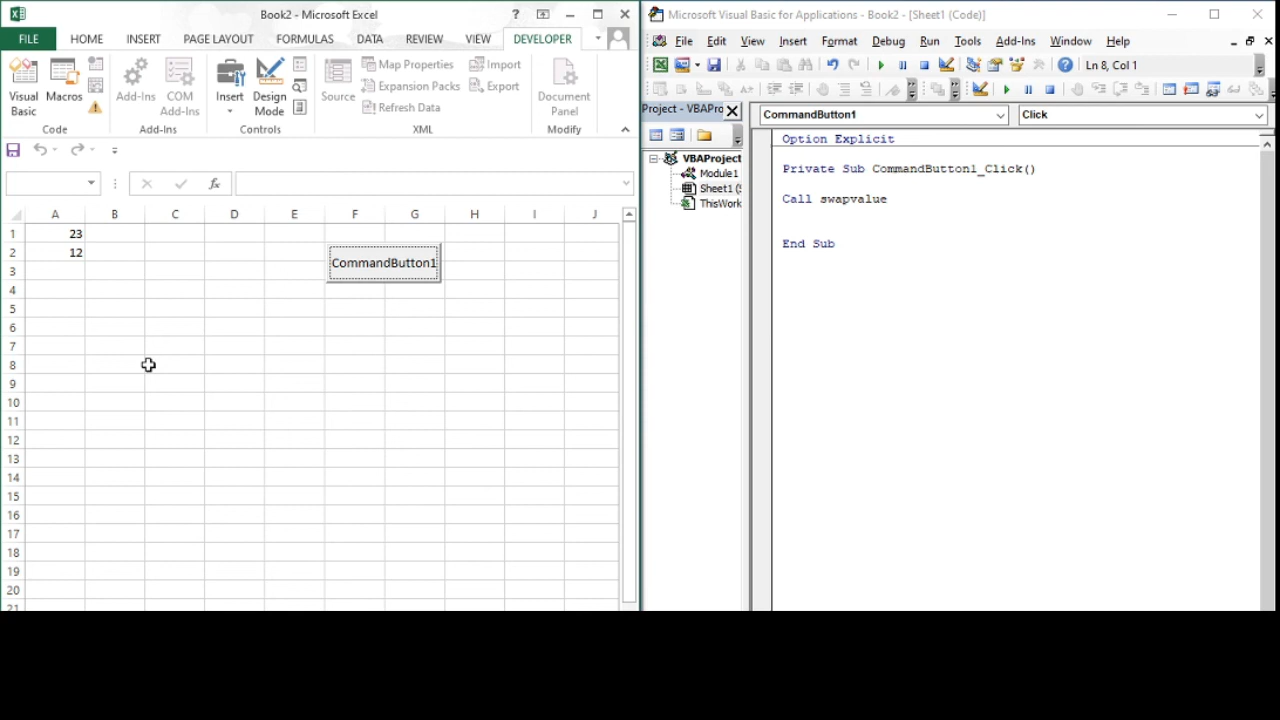 Book2 - Microsoft Excel
?
FILE HOME INSERT PAGE LAYOUT FORMULAS DATA REVIEW VIEW DEVELOPER
Visual Basic
Macros
Code
Add-Ins
COM Add-Ins
Add-Ins
Insert
Design Mode
Controls
Source
Map Properties
Expansion Packs
Refresh Data
Import
Export
XML
Document Panel
Modify
fx
A B C D E F G H I J
1 23
2 12
CommandButton1
3
4
5
6
7
8
9
10
11
12
13
14
15
16
17
18
19
20
21
Microsoft Visual Basic for Applications - Book2 - [Sheet1 (Code)]
File Edit View Insert Format Debug Run Tools Add-Ins Window Help
Ln 8, Col 1
Project - VBAPro
VBAProject
Module1
Sheet1 (S
ThisWork
CommandButton1
Click
Option Explicit
Private Sub CommandButton1_Click()
Call swapvalue
End Sub